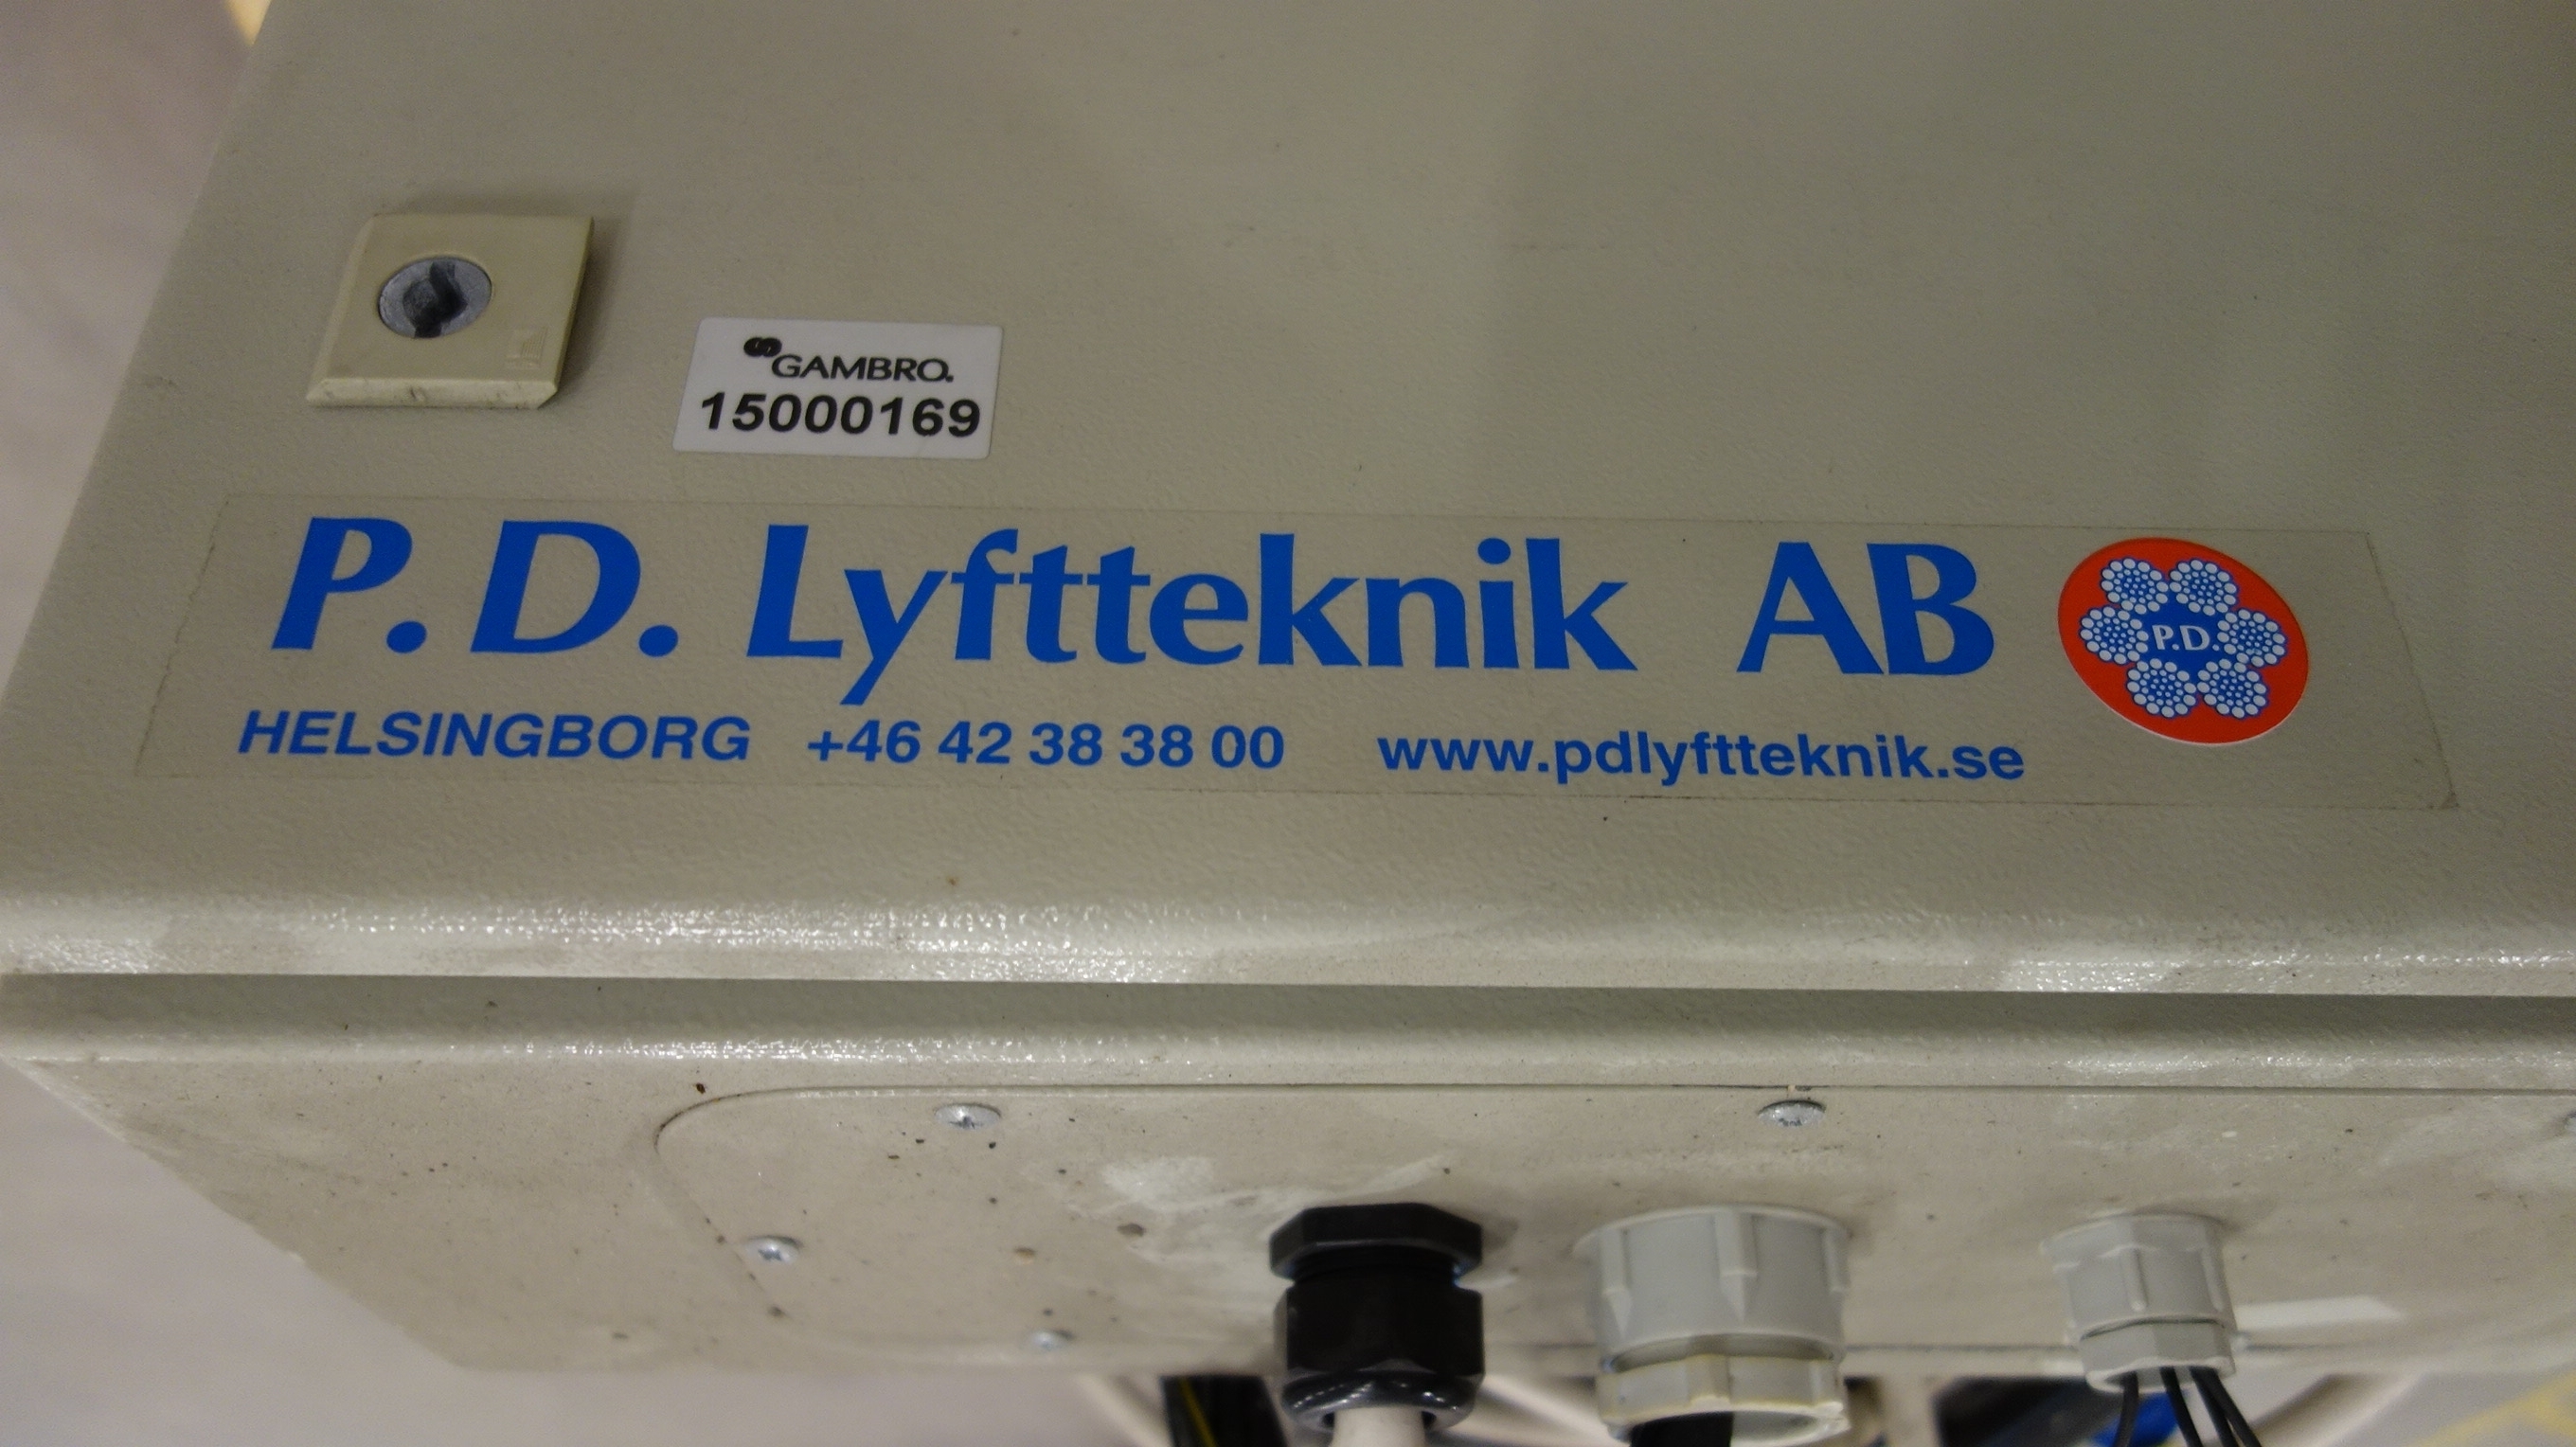 GAMBRO.
15000169
P.D. Lyftteknik AB
P.D.
HELSINGBORG +46 42 38 38 00 www.pdlyftteknik.se